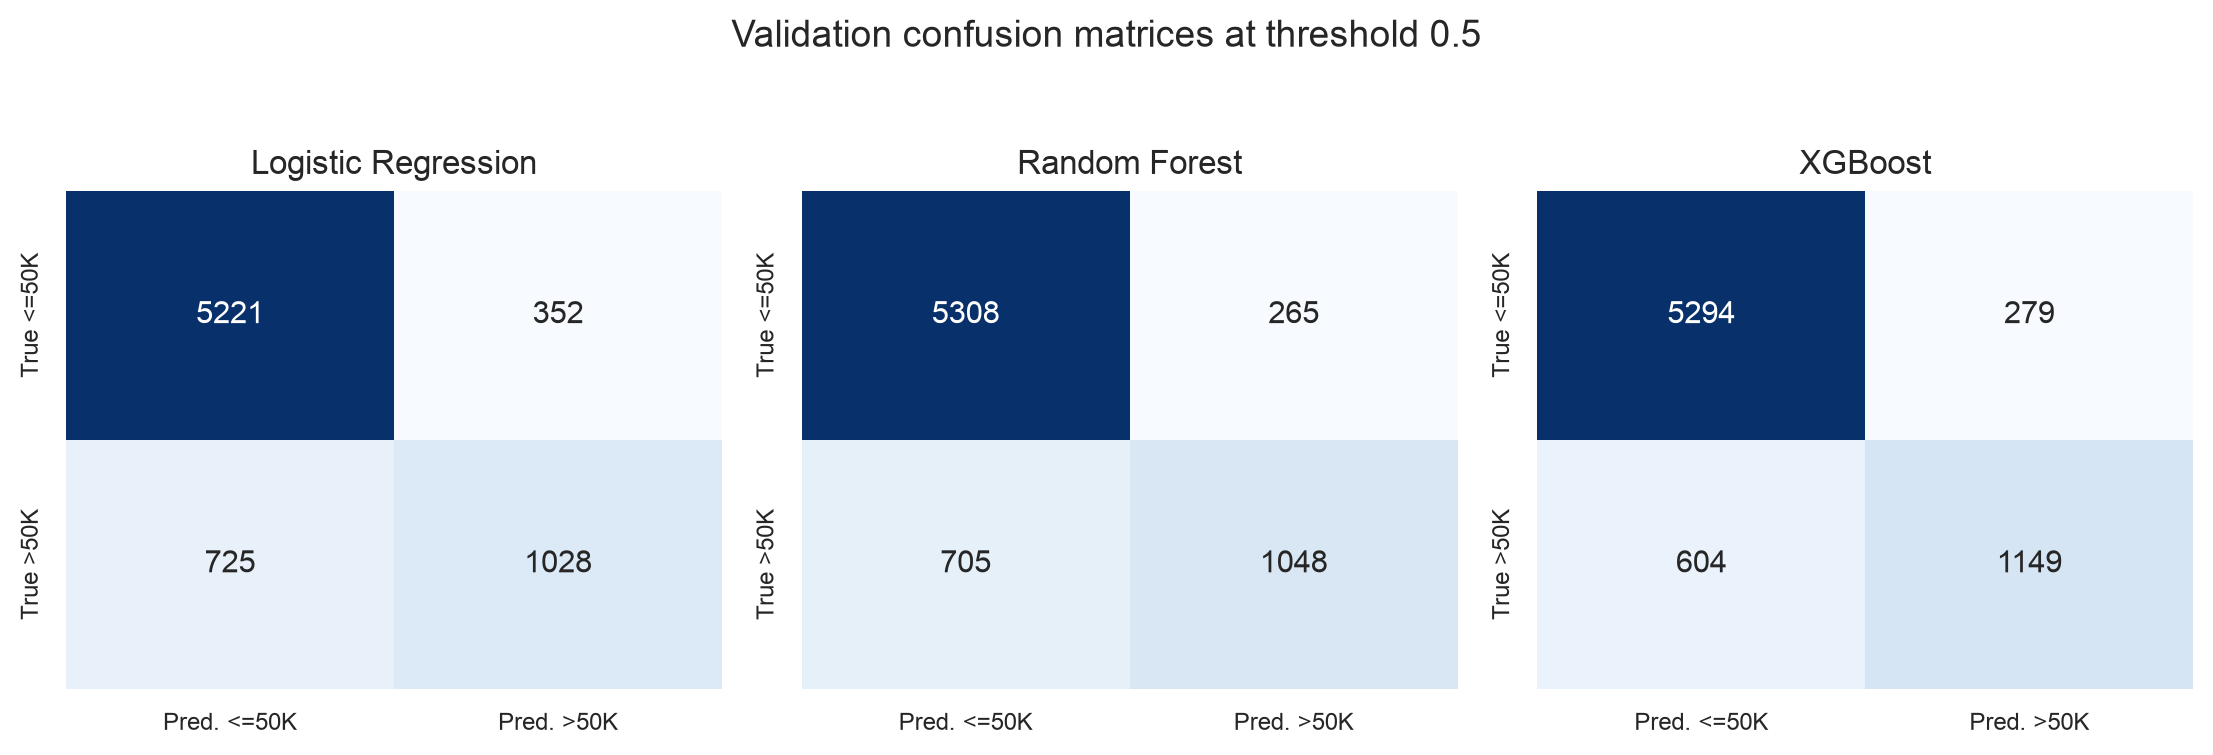 Validation confusion matrices at threshold 0.5
Logistic Regression
True <=50K
5221
352
True >50K
725
1028
Pred. <=50K
Pred. >50K
Random Forest
True <=50K
5308
265
True >50K
705
1048
Pred. <=50K
Pred. >50K
XGBoost
True <=50K
5294
279
True >50K
604
1149
Pred. <=50K
Pred. >50K